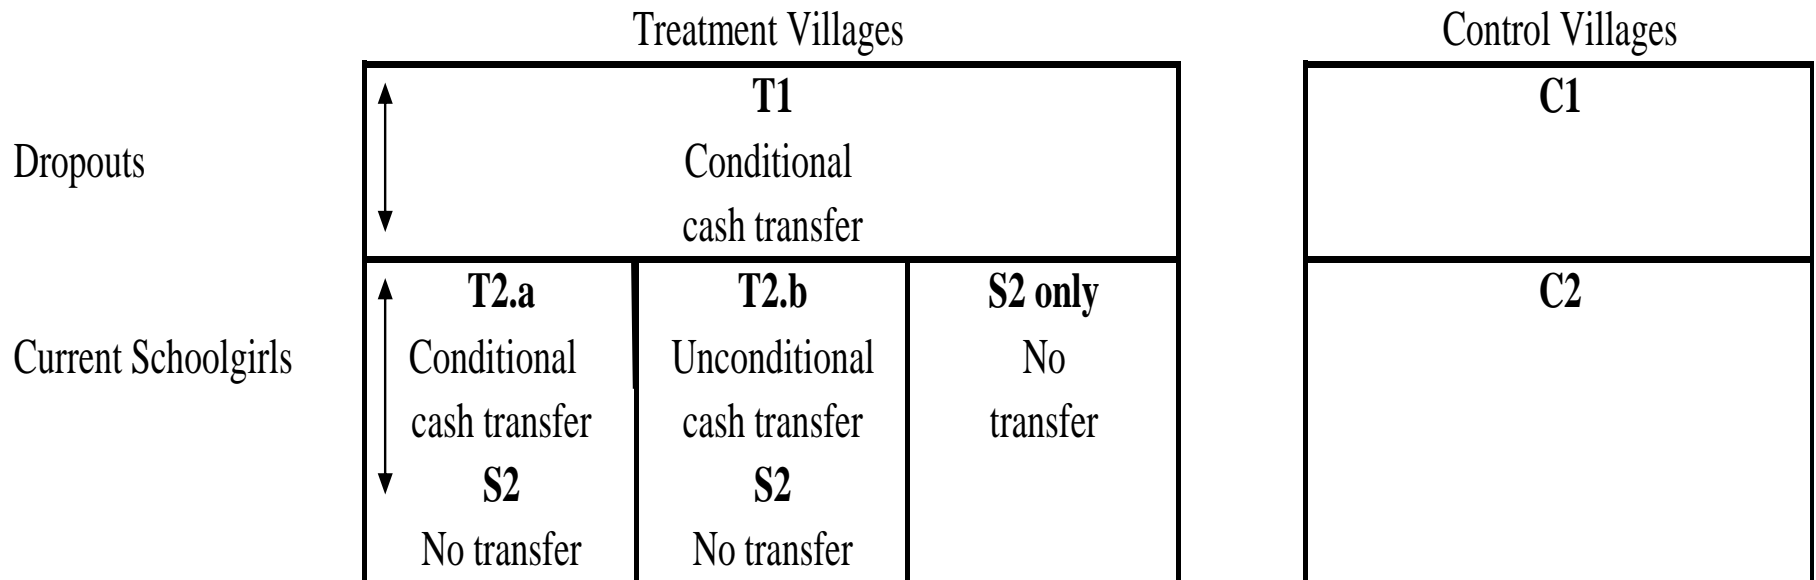 Treatment Villages Control Villages
T1 C1
Dropouts Conditional
cash transfer
T2.a T2.b S2 only C2
Current Schoolgirls Conditional Unconditional No
cash transfer cash transfer transfer
S2 S2
No transfer No transfer